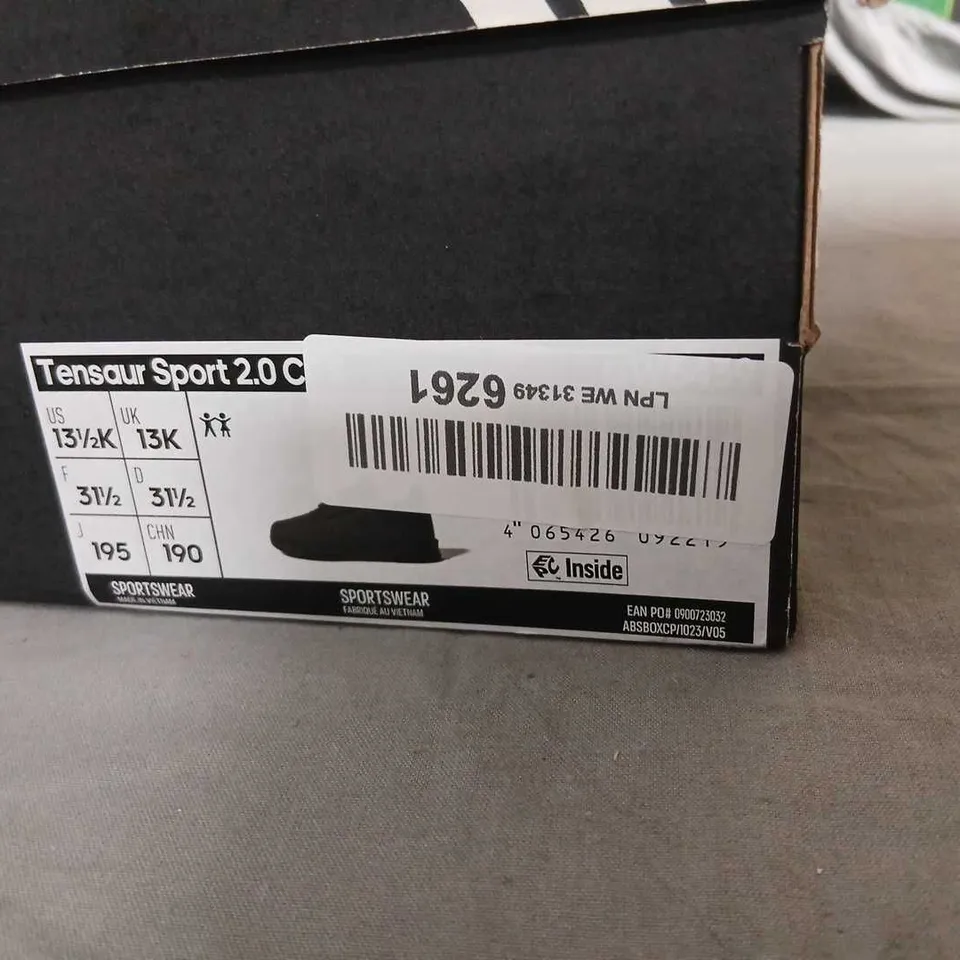 Tensaur Sport 2.0 C
LPN WE 31349 6261
US UK
13½K 13K
F D
31½ 31½
J CHN
195 190
4" 065426
Inside
SPORTSWEAR
MADE IN VIETNAM
SPORTSWEAR
FABRIQUÉ AU VIETNAM
EAN PO# 0900723032
ABSBOXCP/1023/V05